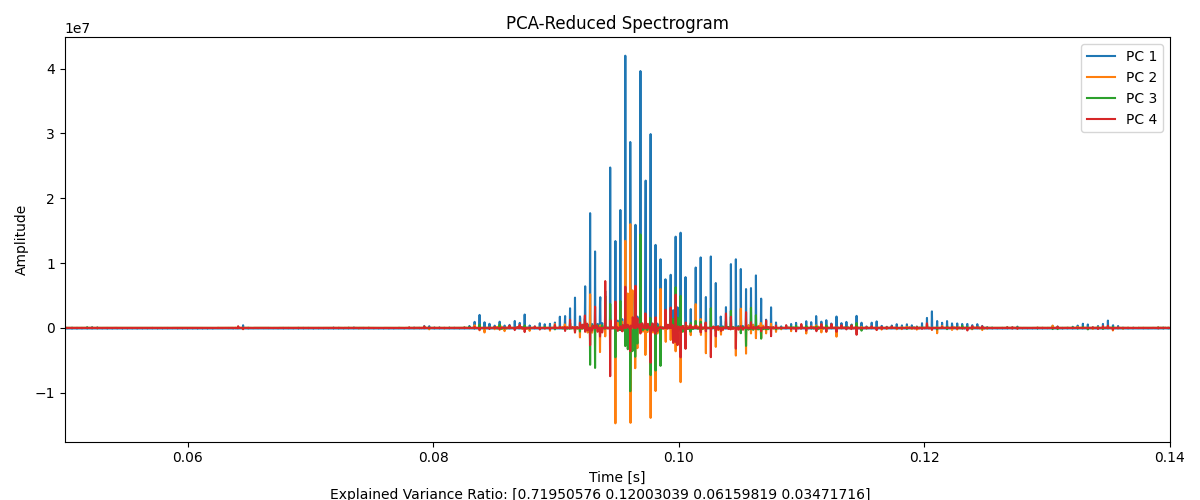 PCA-Reduced Spectrogram
1e7
4
3
2
1
0
−1
Amplitude
PC 1
PC 2
PC 3
PC 4
0.06 0.08 0.10 0.12 0.14
Time [s]
Explained Variance Ratio: [0.71950576 0.12003039 0.06159819 0.03471716]